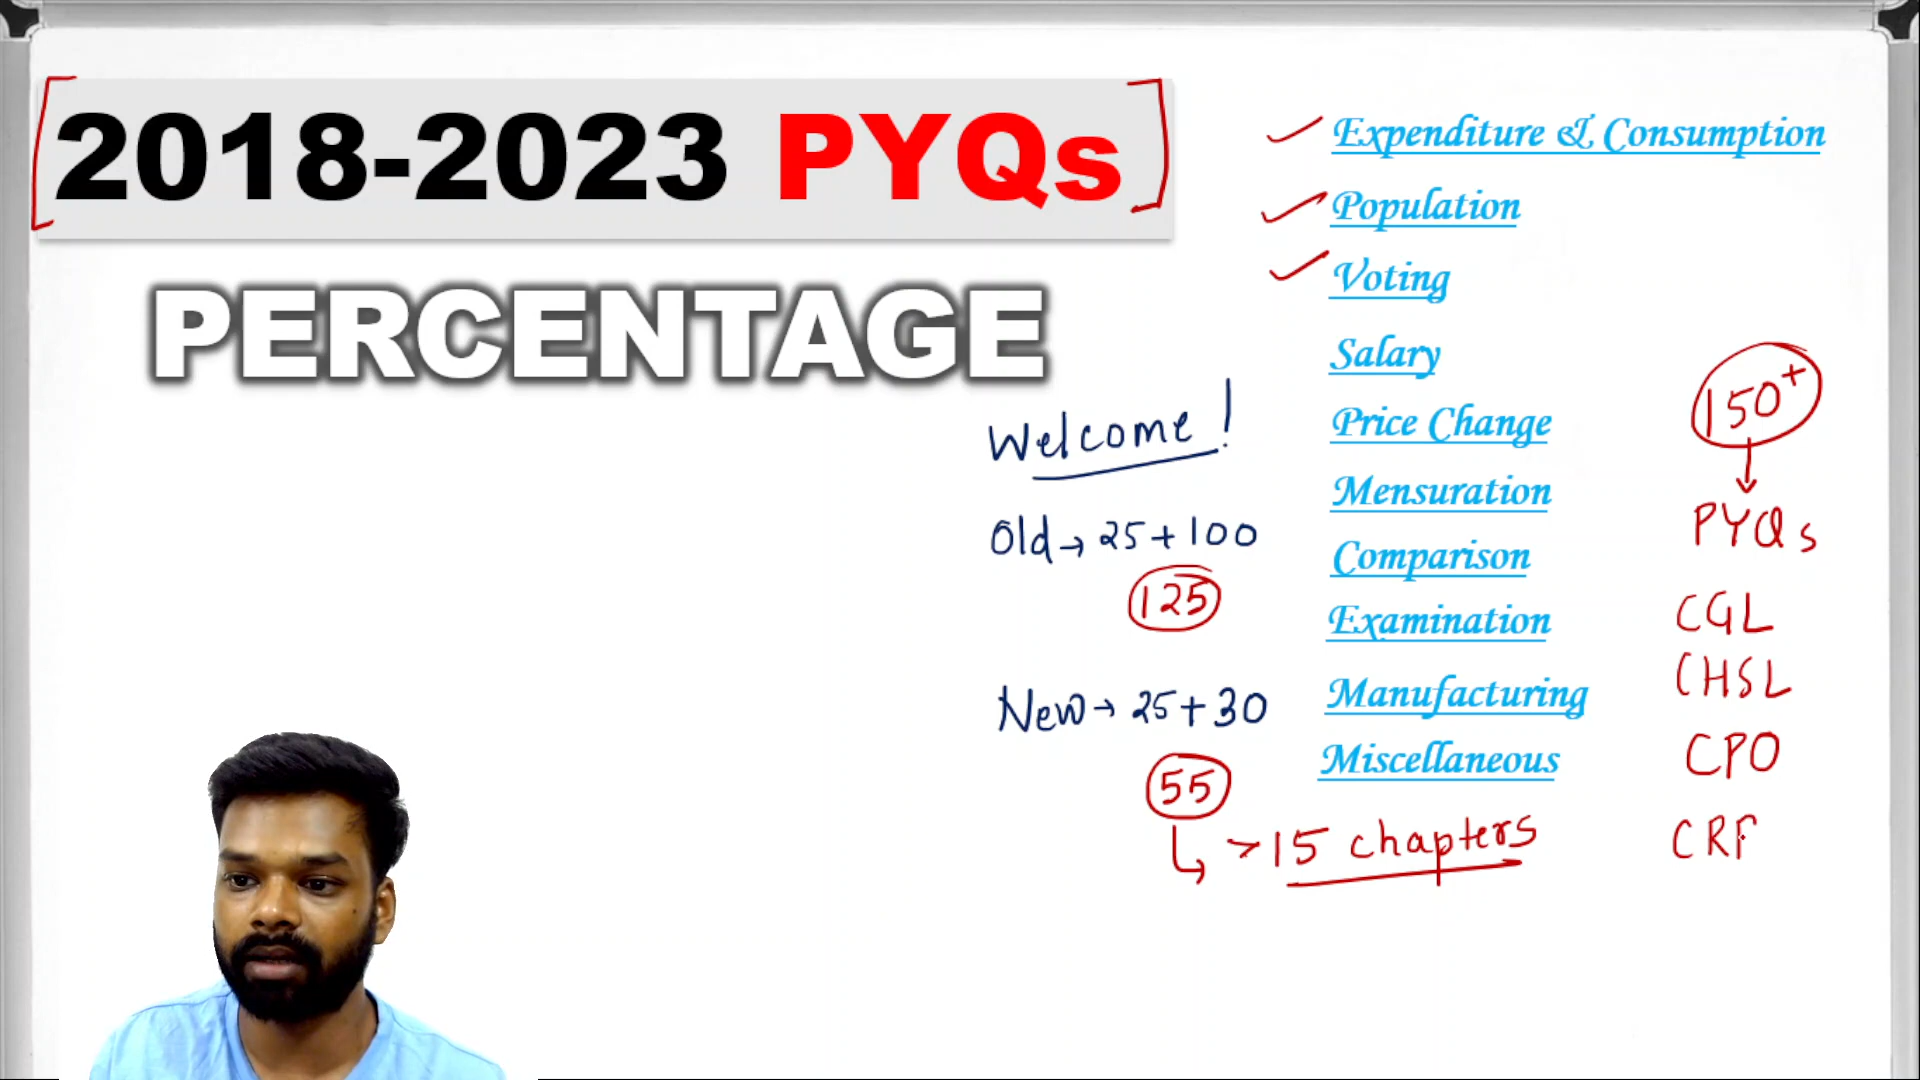 [2018-2023 PYQs]
PERCENTAGE
Welcome!
Old → 25 + 100
125
New → 25 + 30
55
↳ > 15 chapters
✓ Expenditure & Consumption
✓ Population
✓ Voting
Salary
Price Change
Mensuration
Comparison
Examination
Manufacturing
Miscellaneous
150+
↓
PYQs
CGL
CHSL
CPO
CRF